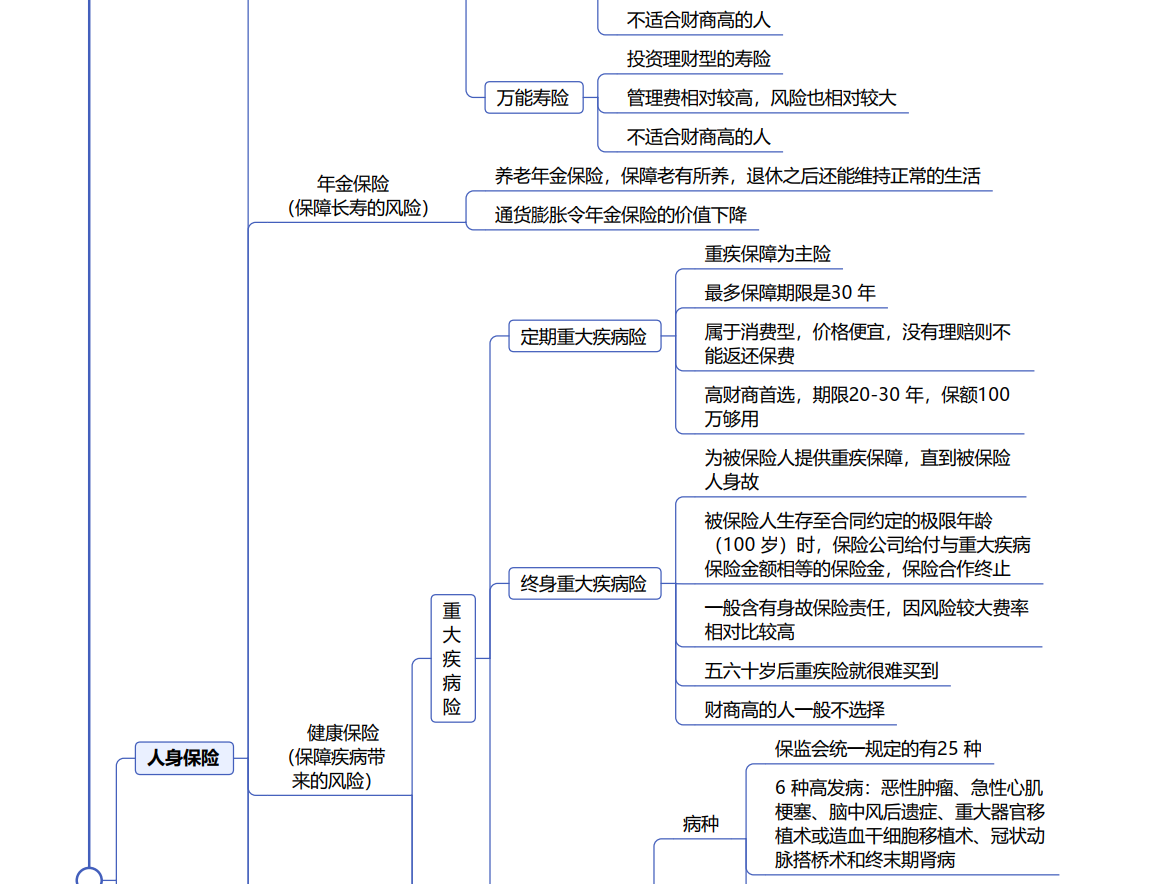 不适合财商高的人
投资理财型的寿险
万能寿险
管理费相对较高，风险也相对较大
不适合财商高的人
年金保险
（保障长寿的风险）
养老年金保险，保障老有所养，退休之后还能维持正常的生活
通货膨胀令年金保险的价值下降
重疾保障为主险
最多保障期限是30 年
定期重大疾病险
属于消费型，价格便宜，没有理赔则不
能返还保费
高财商首选，期限20-30 年，保额100
万够用
为被保险人提供重疾保障，直到被保险
人身故
被保险人生存至合同约定的极限年龄
（100 岁）时，保险公司给付与重大疾病
保险金额相等的保险金，保险合作终止
终身重大疾病险
一般含有身故保险责任，因风险较大费率
相对比较高
五六十岁后重疾险就很难买到
财商高的人一般不选择
重
大
疾
病
险
健康保险
（保障疾病带
来的风险）
人身保险
保监会统一规定的有25 种
病种
6 种高发病：恶性肿瘤、急性心肌
梗塞、脑中风后遗症、重大器官移
植术或造血干细胞移植术、冠状动
脉搭桥术和终末期肾病